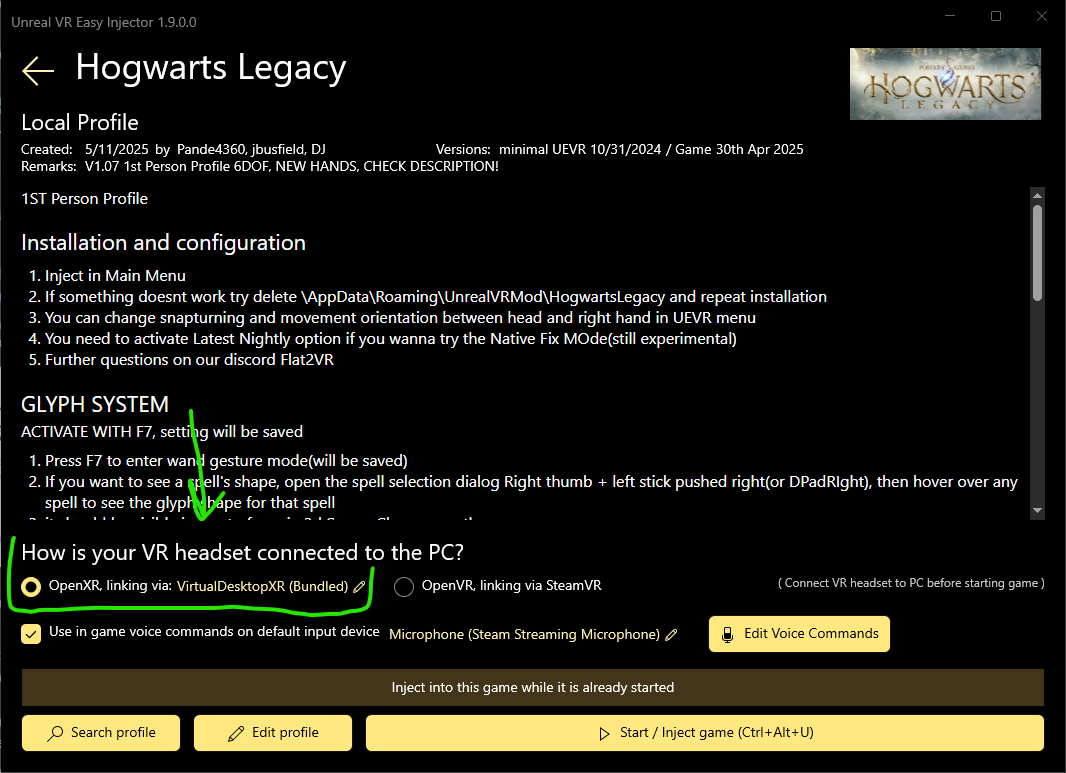 Unreal VR Easy Injector 1.9.0.0
Hogwarts Legacy
PORTKEY GAMES
HOGWARTS
LEGACY
Local Profile
Created: 5/11/2025 by Pande4360, jbusfield, DJ Versions: minimal UEVR 10/31/2024 / Game 30th Apr 2025
Remarks: V1.07 1st Person Profile 6DOF, NEW HANDS, CHECK DESCRIPTION!
1ST Person Profile
Installation and configuration
1. Inject in Main Menu
2. If something doesnt work try delete \AppData\Roaming\UnrealVRMod\HogwartsLegacy and repeat installation
3. You can change snapturning and movement orientation between head and right hand in UEVR menu
4. You need to activate Latest Nightly option if you wanna try the Native Fix MOde(still experimental)
5. Further questions on our discord Flat2VR
GLYPH SYSTEM
ACTIVATE WITH F7, setting will be saved
1. Press F7 to enter wand gesture mode(will be saved)
2. If you want to see a spell's shape, open the spell selection dialog Right thumb + left stick pushed right(or DPadRIght), then hover over any
spell to see the glyph shape for that spell
How is your VR headset connected to the PC?
OpenXR, linking via: VirtualDesktopXR (Bundled) OpenVR, linking via SteamVR ( Connect VR headset to PC before starting game )
Use in game voice commands on default input device Microphone (Steam Streaming Microphone) Edit Voice Commands
Inject into this game while it is already started
Search profile Edit profile Start / Inject game (Ctrl+Alt+U)